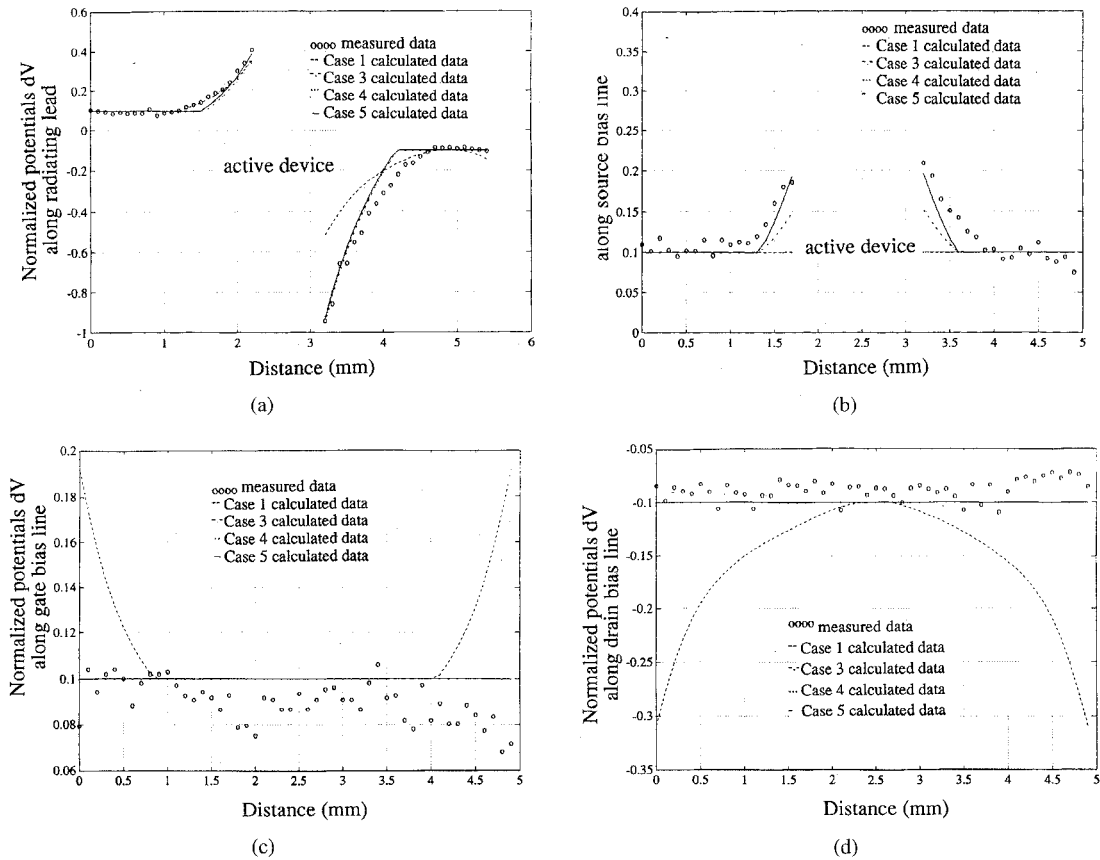 0.4
0.2
0
-0.2
-0.4
-0.6
-0.8
-1
Normalized potentials dV
along radiating lead
oooo measured data
-- Case 1 calculated data
-- Case 3 calculated data
Case 4 calculated data
Case 5 calculated data
active device
0 1 2 3 4 5 6
Distance (mm)
(a)
0.4
0.35
0.3
0.25
0.2
0.15
0.1
0.05
0
along source bias line
oooo measured data
-- Case 1 calculated data
-- Case 3 calculated data
-- Case 4 calculated data
- Case 5 calculated data
active device
0 0.5 1 1.5 2 2.5 3 3.5 4 4.5 5
Distance (mm)
(b)
0.2
0.18
0.16
0.14
0.12
0.1
0.08
0.06
Normalized potentials dV
along gate bias line
oooo measured data
-- Case 1 calculated data
-- Case 3 calculated data
Case 4 calculated data
- Case 5 calculated data
0 0.5 1 1.5 2 2.5 3 3.5 4 4.5 5
Distance (mm)
(c)
-0.05
-0.1
-0.15
-0.2
-0.25
-0.3
-0.35
Normalized potentials dV
along drain bias line
oooo measured data
-- Case 1 calculated data
-- Case 3 calculated data
Case 4 calculated data
- Case 5 calculated data
0 0.5 1 1.5 2 2.5 3 3.5 4 4.5 5
Distance (mm)
(d)